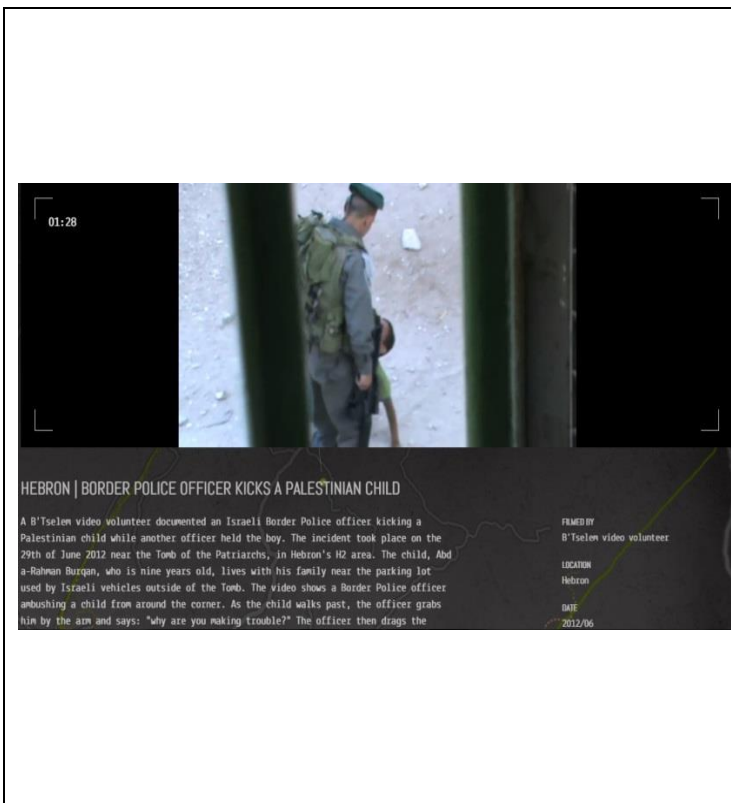 01:28
HEBRON | BORDER POLICE OFFICER KICKS A PALESTINIAN CHILD
A B'Tselem video volunteer documented an Israeli Border Police officer kicking a
Palestinian child while another officer held the boy. The incident took place on the
29th of June 2012 near the Tomb of the Patriarchs, in Hebron's H2 area. The child, Abd
a-Rahman Burqan, who is nine years old, lives with his family near the parking lot
used by Israeli vehicles outside of the Tomb. The video shows a Border Police officer
ambushing a child from around the corner. As the child walks past, the officer grabs
him by the arm and says: "why are you making trouble?" The officer then drags the
FILMED BY
B'Tselem video volunteer
LOCATION
Hebron
DATE
2012/06